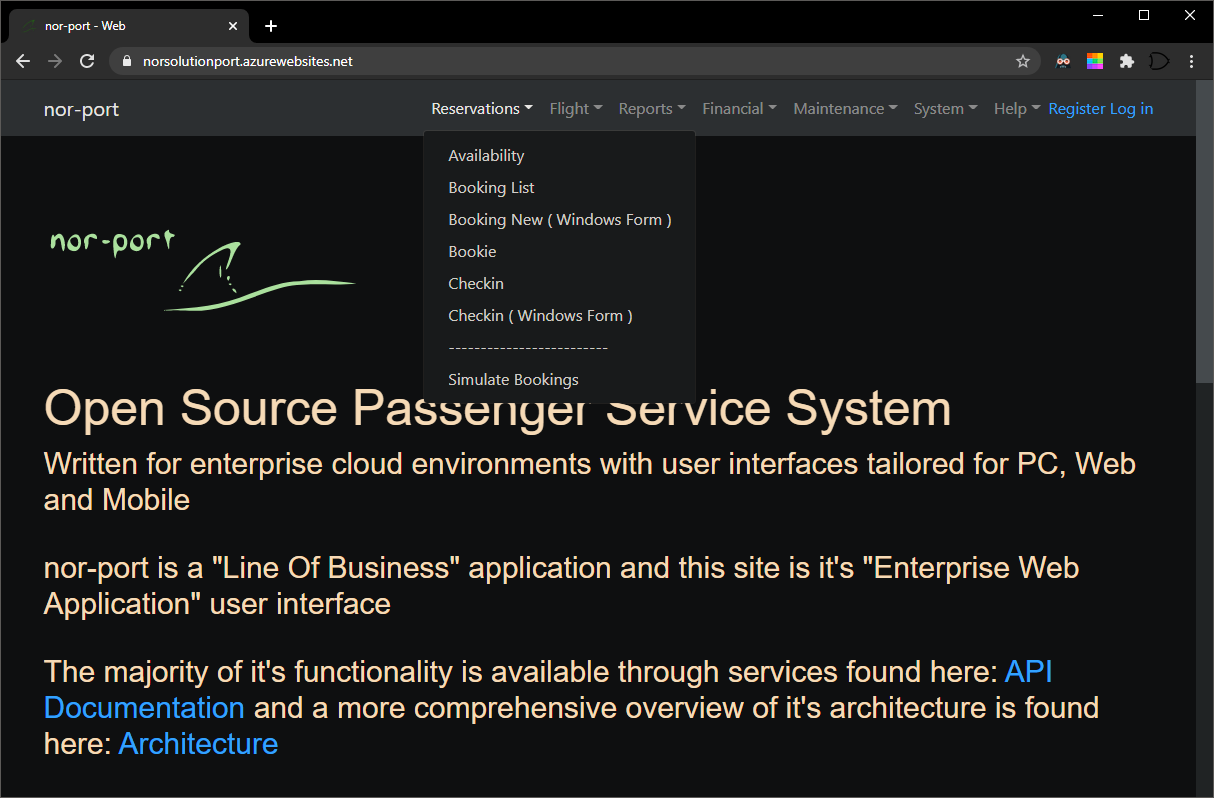 nor-port - Web
norsolutionport.azurewebsites.net
nor-port Reservations Flight Reports Financial Maintenance System Help Register Log in
Availability
Booking List
Booking New ( Windows Form )
Bookie
Checkin
Checkin ( Windows Form )
-------------------------
Simulate Bookings
nor-port
Open Source Passenger Service System
Written for enterprise cloud environments with user interfaces tailored for PC, Web
and Mobile
nor-port is a "Line Of Business" application and this site is it's "Enterprise Web
Application" user interface
The majority of it's functionality is available through services found here: API
Documentation and a more comprehensive overview of it's architecture is found
here: Architecture